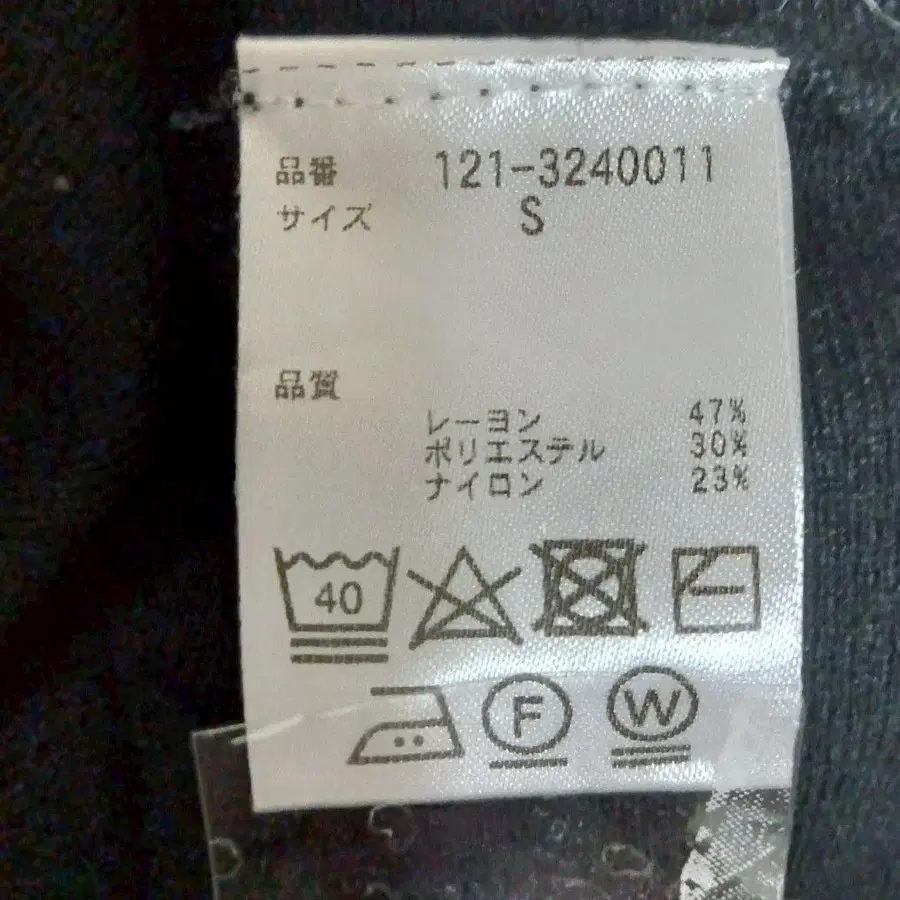 品番 121-3240011
サイズ S
品質
レーヨン 47%
ポリエステル 30%
ナイロン 23%
40
F W